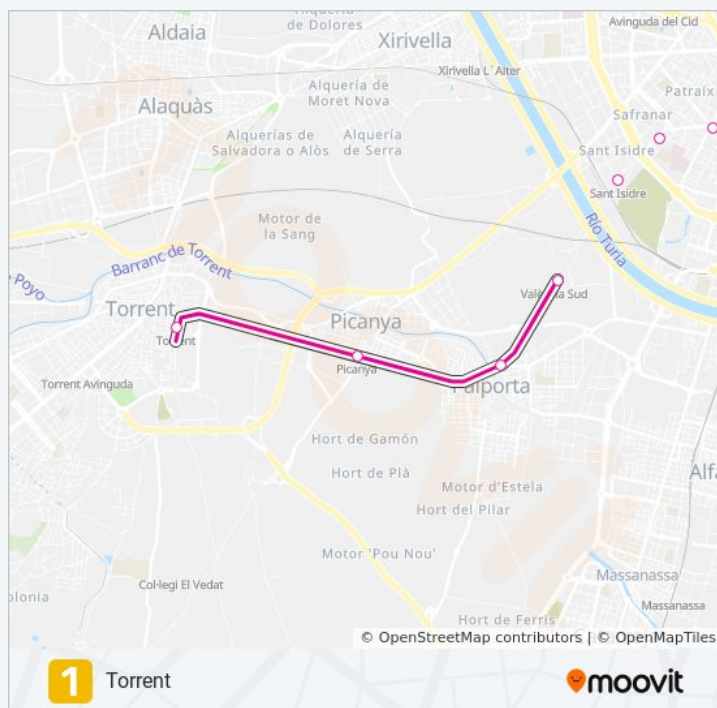 Alquería
de Dolores
Avinguda del Cid
Aldaia
Xirivella
Xirivella L´Alter
Alquería de
Moret Nova
Patraix
Alaquàs
Safranar
Alquerías de
Salvadora o Alòs
Alquería
de Serra
Sant Isidre
Sant Isidre
Motor de
la Sang
Río Turia
Barranc de Torrent
Poyo
València Sud
Torrent
Picanya
Torrent
Picanya
Torrent Avinguda
Paiporta
Hort de Gamón
Hort de Plà
Alfa
Motor d'Estela
Hort del Pilar
Motor 'Pou Nou'
Col·legi El Vedat
Massanassa
olonia
Massanassa
Hort de Ferris
© OpenStreetMap contributors | © OpenMapTiles
1 Torrent
moovit